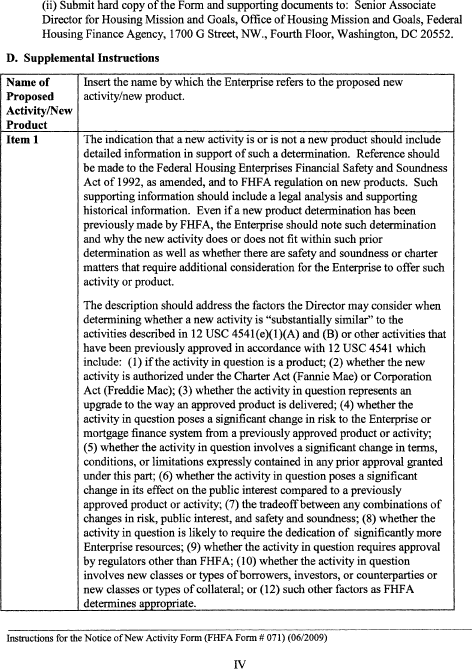 (ii) Submit hard copy of the Form and supporting documents to: Senior Associate
Director for Housing Mission and Goals, Office of Housing Mission and Goals, Federal
Housing Finance Agency, 1700 G Street, NW., Fourth Floor, Washington, DC 20552.
D. Supplemental Instructions
Name of
Proposed
Activity/New
Product
Insert the name by which the Enterprise refers to the proposed new
activity/new product.
Item 1
The indication that a new activity is or is not a new product should include
detailed information in support of such a determination. Reference should
be made to the Federal Housing Enterprises Financial Safety and Soundness
Act of 1992, as amended, and to FHFA regulation on new products. Such
supporting information should include a legal analysis and supporting
historical information. Even if a new product determination has been
previously made by FHFA, the Enterprise should note such determination
and why the new activity does or does not fit within such prior
determination as well as whether there are safety and soundness or charter
matters that require additional consideration for the Enterprise to offer such
activity or product.
The description should address the factors the Director may consider when
determining whether a new activity is “substantially similar” to the
activities described in 12 USC 4541(e)(1)(A) and (B) or other activities that
have been previously approved in accordance with 12 USC 4541 which
include: (1) if the activity in question is a product; (2) whether the new
activity is authorized under the Charter Act (Fannie Mae) or Corporation
Act (Freddie Mac); (3) whether the activity in question represents an
upgrade to the way an approved product is delivered; (4) whether the
activity in question poses a significant change in risk to the Enterprise or
mortgage finance system from a previously approved product or activity;
(5) whether the activity in question involves a significant change in terms,
conditions, or limitations expressly contained in any prior approval granted
under this part; (6) whether the activity in question poses a significant
change in its effect on the public interest compared to a previously
approved product or activity; (7) the tradeoff between any combinations of
changes in risk, public interest, and safety and soundness; (8) whether the
activity in question is likely to require the dedication of significantly more
Enterprise resources; (9) whether the activity in question requires approval
by regulators other than FHFA; (10) whether the activity in question
involves new classes or types of borrowers, investors, or counterparties or
new classes or types of collateral; or (12) such other factors as FHFA
determines appropriate.
Instructions for the Notice of New Activity Form (FHFA Form # 071) (06/2009)
IV